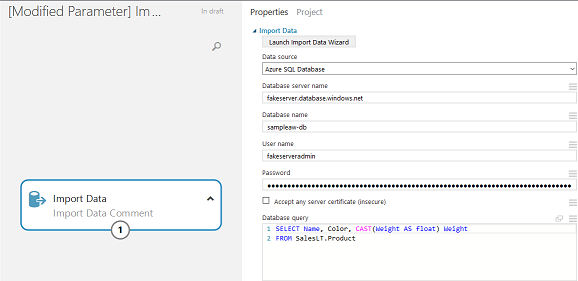 [Modified Parameter] Im…
In draft
Import Data
Import Data Comment
1
Properties Project
Import Data
Launch Import Data Wizard
Data source
Azure SQL Database
Database server name
fakeserver.database.windows.net
Database name
sampleaw-db
User name
fakeserveradmin
Password
Accept any server certificate (insecure)
Database query
1 SELECT Name, Color, CAST(Weight AS float) Weight
2 FROM SalesLT.Product